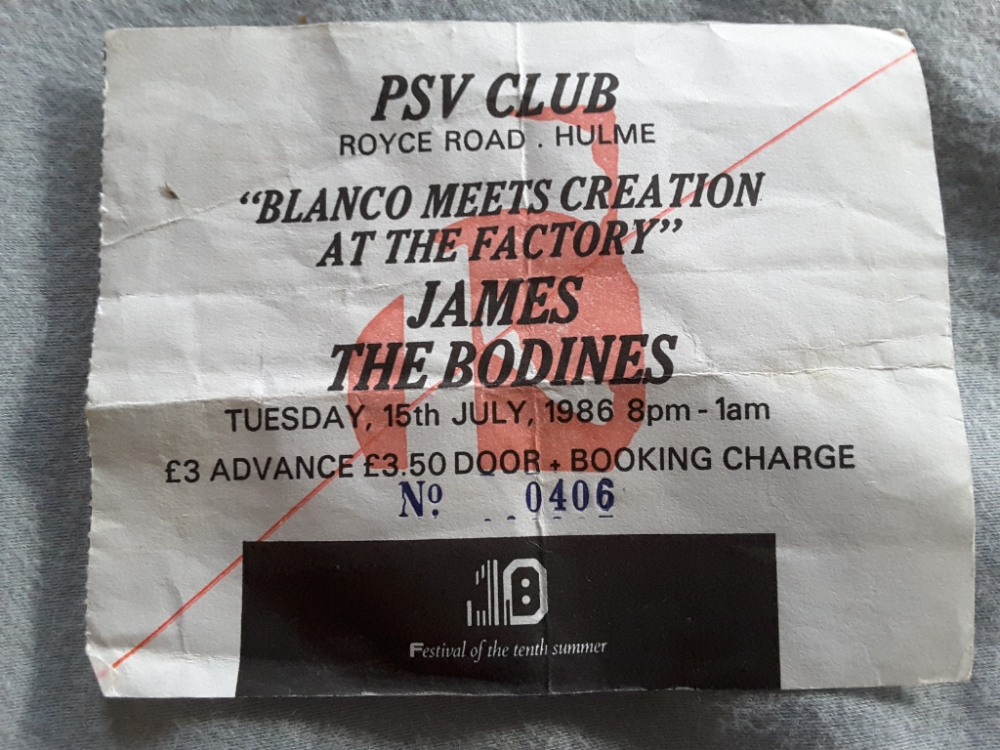 PSV CLUB
ROYCE ROAD . HULME
“BLANCO MEETS CREATION
AT THE FACTORY”
JAMES
THE BODINES
TUESDAY, 15th JULY, 1986 8pm - 1am
£3 ADVANCE £3.50 DOOR + BOOKING CHARGE
Nº 0406
10
Festival of the tenth summer